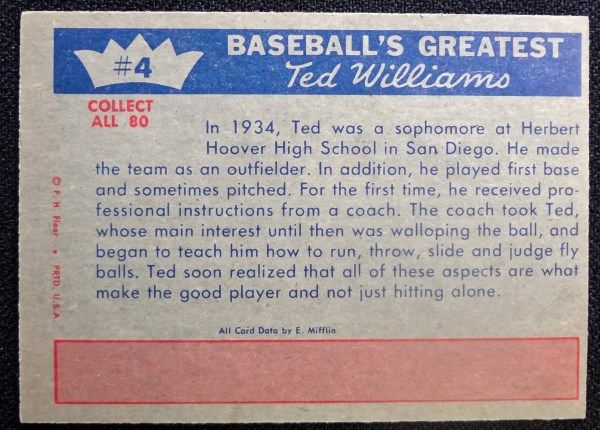 #4
BASEBALL'S GREATEST
Ted Williams
COLLECT
ALL 80
In 1934, Ted was a sophomore at Herbert
Hoover High School in San Diego. He made
the team as an outfielder. In addition, he played first base
and sometimes pitched. For the first time, he received pro-
fessional instructions from a coach. The coach took Ted,
whose main interest until then was walloping the ball, and
began to teach him how to run, throw, slide and judge fly
balls. Ted soon realized that all of these aspects are what
make the good player and not just hitting alone.
© F. H. Fleer • PRTD. U.S.A.
All Card Data by E. Mifflin